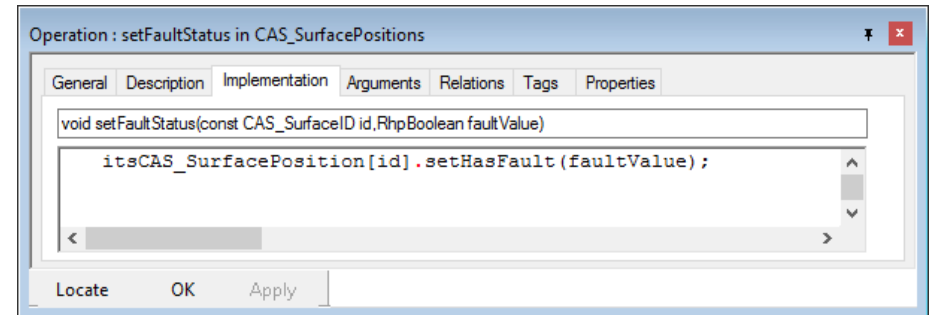 Operation : setFaultStatus in CAS_SurfacePositions
General Description Implementation Arguments Relations Tags Properties
void setFaultStatus(const CAS_SurfaceID id,RhpBoolean faultValue)
itsCAS_SurfacePosition[id].setHasFault(faultValue);
Locate OK Apply